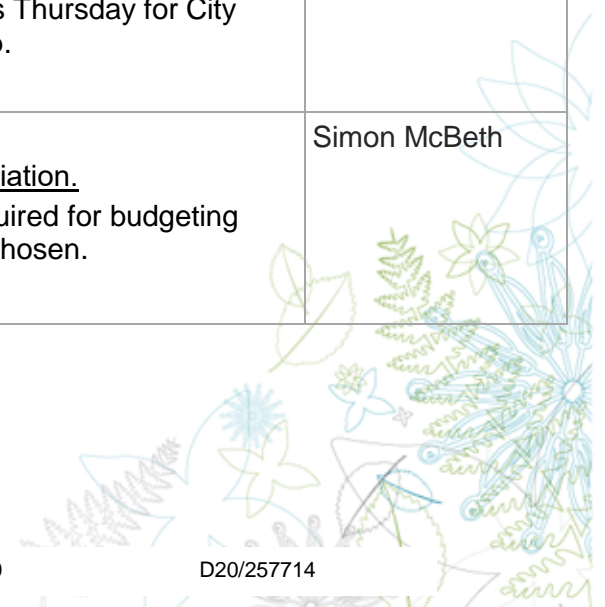 Thursday for City
Simon McBeth
iation.
uired for budgeting
hosen.
D20/257714